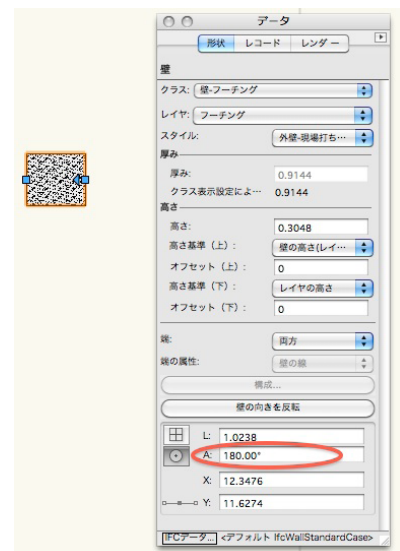 データ
形状 レコード レンダー
壁
クラス: 壁-フーチング
レイヤ: フーチング
スタイル: 外壁-現場打ち…
厚み
厚み: 0.9144
クラス表示設定によ… 0.9144
高さ
高さ: 0.3048
高さ基準（上）: 壁の高さ(レイ…
オフセット（上）: 0
高さ基準（下）: レイヤの高さ
オフセット（下）: 0
端: 両方
端の属性: 壁の線
構成...
壁の向きを反転
L: 1.0238
A: 180.00°
X: 12.3476
Y: 11.6274
IFCデータ... <デフォルト IfcWallStandardCase>